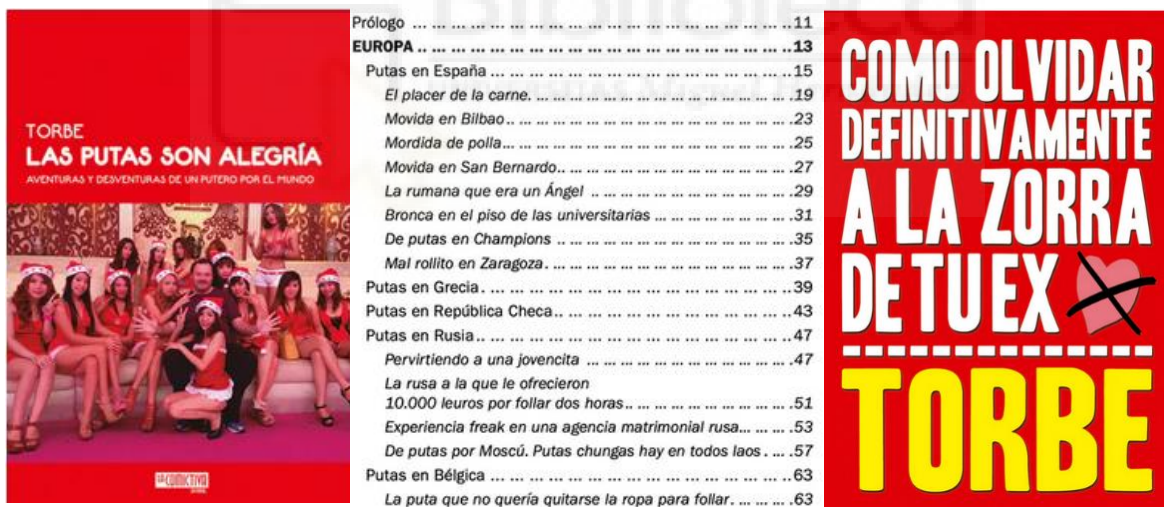 TORBE
LAS PUTAS SON ALEGRÍA
AVENTURAS Y DESVENTURAS DE UN PUTERO POR EL MUNDO
LA COMICTIVA
Prólogo ... ... ... ... ... ... ... ... ... ... ... ... ... ... ... ... ... ... ... ...11
EUROPA .. ... ... ... ... ... ... ... ... ... ... ... ... ... ... ... ... ... ... ..13
Putas en España ... ... ... ... ... ... ... ... ... ... ... ... ... ... ... ..15
El placer de la carne. ... ... ... ... ... ... ... ... ... ... ... ... ... ...19
Movida en Bilbao.. ... ... ... ... ... ... ... ... ... ... ... ... ... ... ..23
Mordida de polla... ... ... ... ... ... ... ... ... ... ... ... ... ... ... ..25
Movida en San Bernardo.. ... ... ... ... ... ... ... ... ... ... ... ..27
La rumana que era un Ángel .. ... ... ... ... ... ... ... ... ... ...29
Bronca en el piso de las universitarias ... ... ... ... ... ... ... ..31
De putas en Champions .. ... ... ... ... ... ... ... ... ... ... ... ..35
Mal rollito en Zaragoza. ... ... ... ... ... ... ... ... ... ... ... ... ..37
Putas en Grecia. ... ... ... ... ... ... ... ... ... ... ... ... ... ... ... ..39
Putas en República Checa.. ... ... ... ... ... ... ... ... ... ... ... ..43
Putas en Rusia.. ... ... ... ... ... ... ... ... ... ... ... ... ... ... ... ..47
Pervirtiendo a una jovencita ... ... ... ... ... ... ... ... ... ... ...47
La rusa a la que le ofrecieron
10.000 leuros por follar dos horas.. ... ... ... ... ... ... ... ... .51
Experiencia freak en una agencia matrimonial rusa... ... ...53
De putas por Moscú. Putas chungas hay en todos laos . ... .57
Putas en Bélgica ... ... ... ... ... ... ... ... ... ... ... ... ... ... ... ..63
La puta que no quería quitarse la ropa para follar. ... ... ... .63
COMO OLVIDAR
DEFINITIVAMENTE
A LA ZORRA
DE TU EX
TORBE